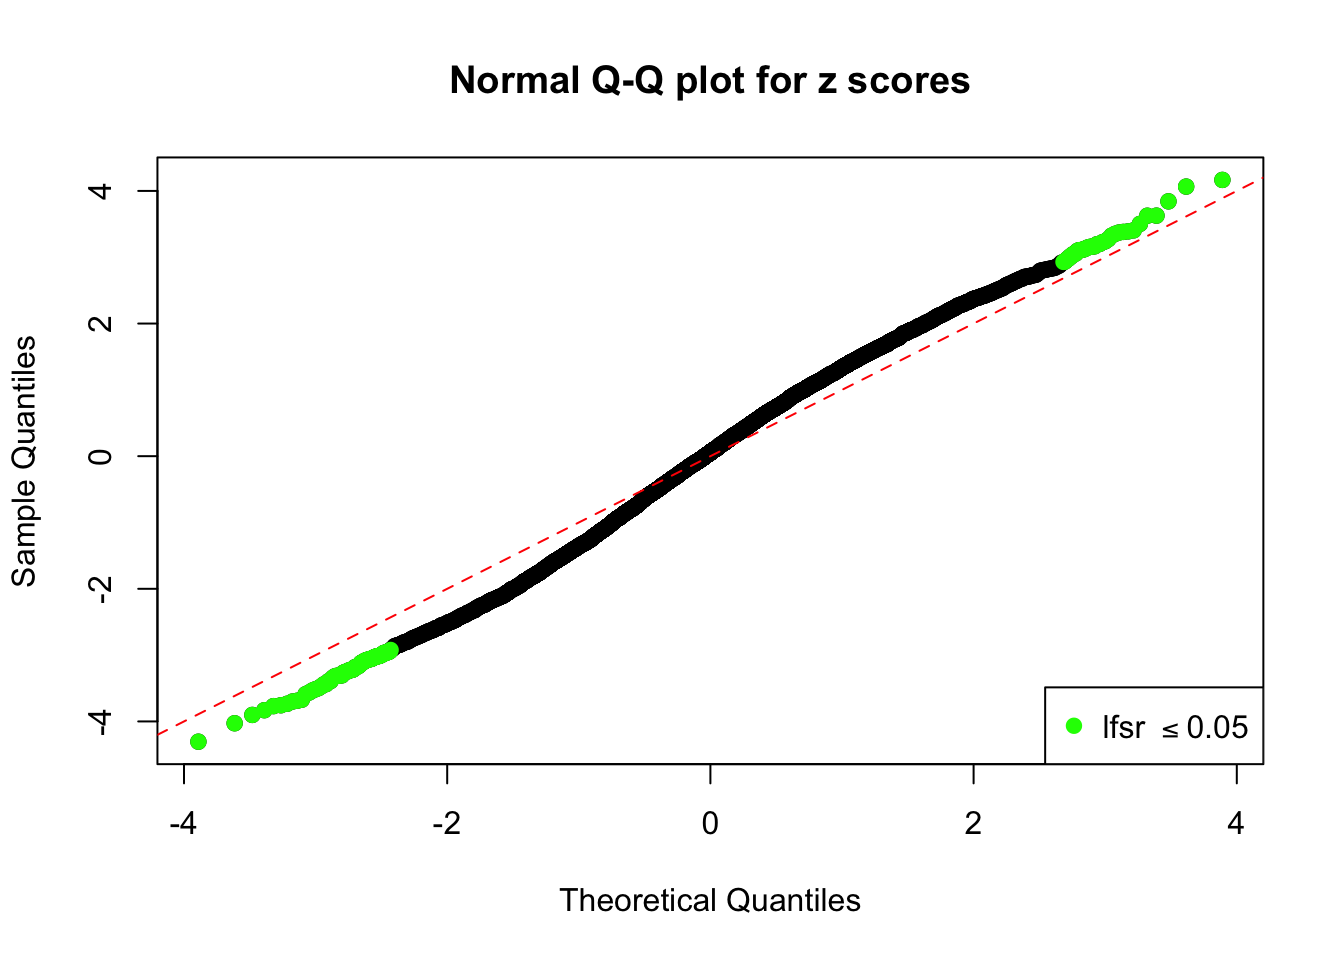 Normal Q-Q plot for z scores
Sample Quantiles
4
2
0
-2
-4
lfsr ≤ 0.05
-4 -2 0 2 4
Theoretical Quantiles